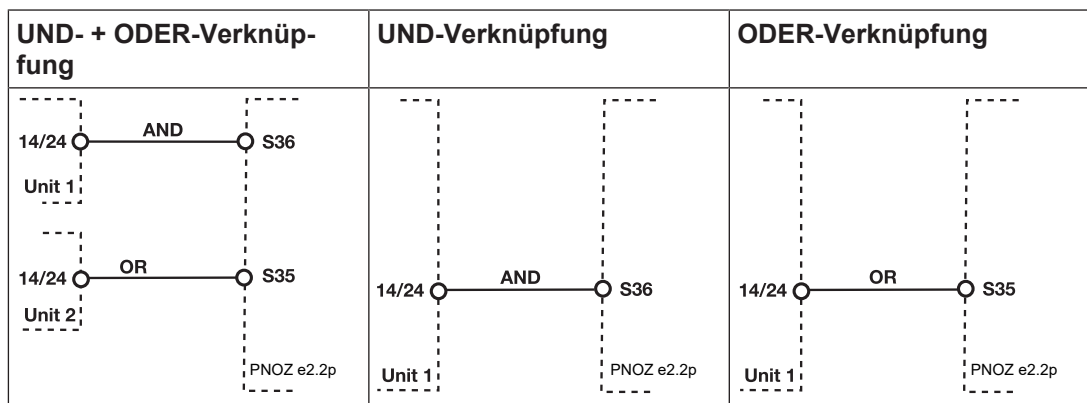 UND- + ODER-Verknüp-
fung
UND-Verknüpfung
ODER-Verknüpfung
14/24 AND S36
Unit 1
14/24 OR S35
Unit 2
PNOZ e2.2p
14/24 AND S36
Unit 1
PNOZ e2.2p
14/24 OR S35
Unit 1
PNOZ e2.2p